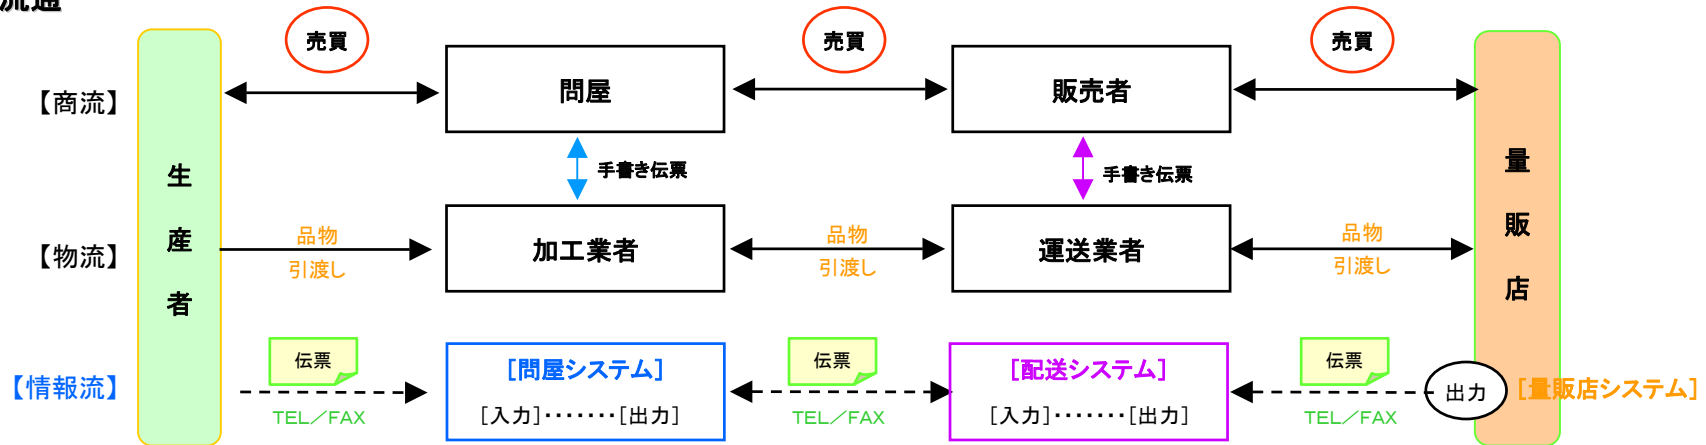 流通
売買
売買
売買
【商流】
問屋
販売者
手書き伝票
手書き伝票
生産者
量販店
【物流】
品物
引渡し
加工業者
品物
引渡し
運送業者
品物
引渡し
【情報流】
伝票
TEL／FAX
[問屋システム]
[入力]・・・・・・・[出力]
伝票
TEL／FAX
[配送システム]
[入力]・・・・・・・[出力]
伝票
TEL／FAX
出力
[量販店システム]